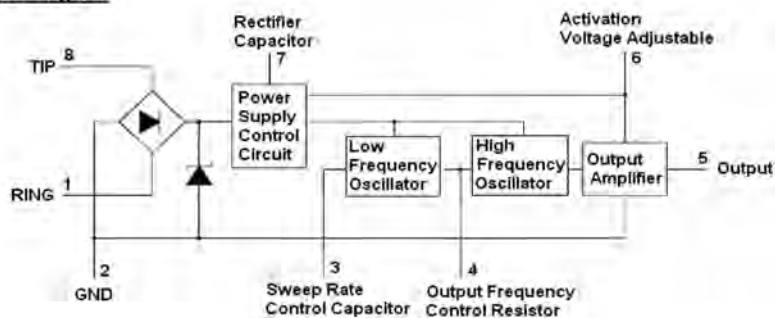 Rectifier
Capacitor
7
Activation
Voltage Adjustable
6
TIP 8
Power
Supply
Control
Circuit
Low
Frequency
Oscillator
High
Frequency
Oscillator
Output
Amplifier
5 Output
RING 1
2
GND
3
Sweep Rate
Control Capacitor
4
Output Frequency
Control Resistor